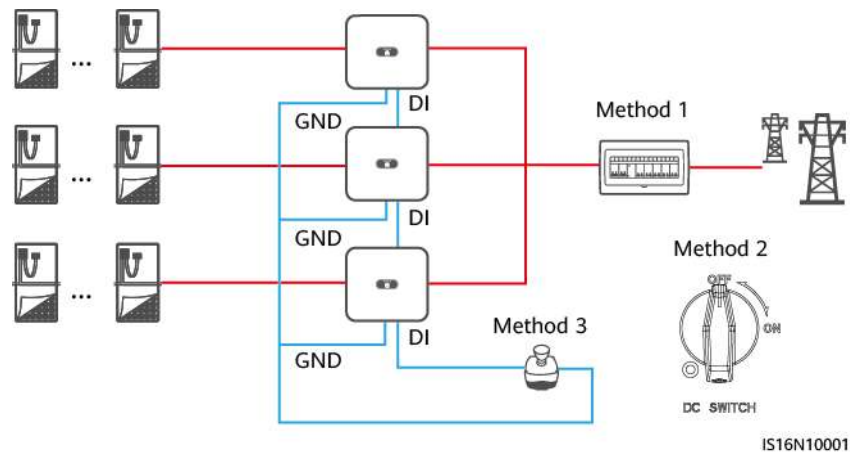 ...
DI
GND
Method 1
...
DI
GND
Method 2
OFF
ON
...
DI
Method 3
GND
DC SWITCH
IS16N10001